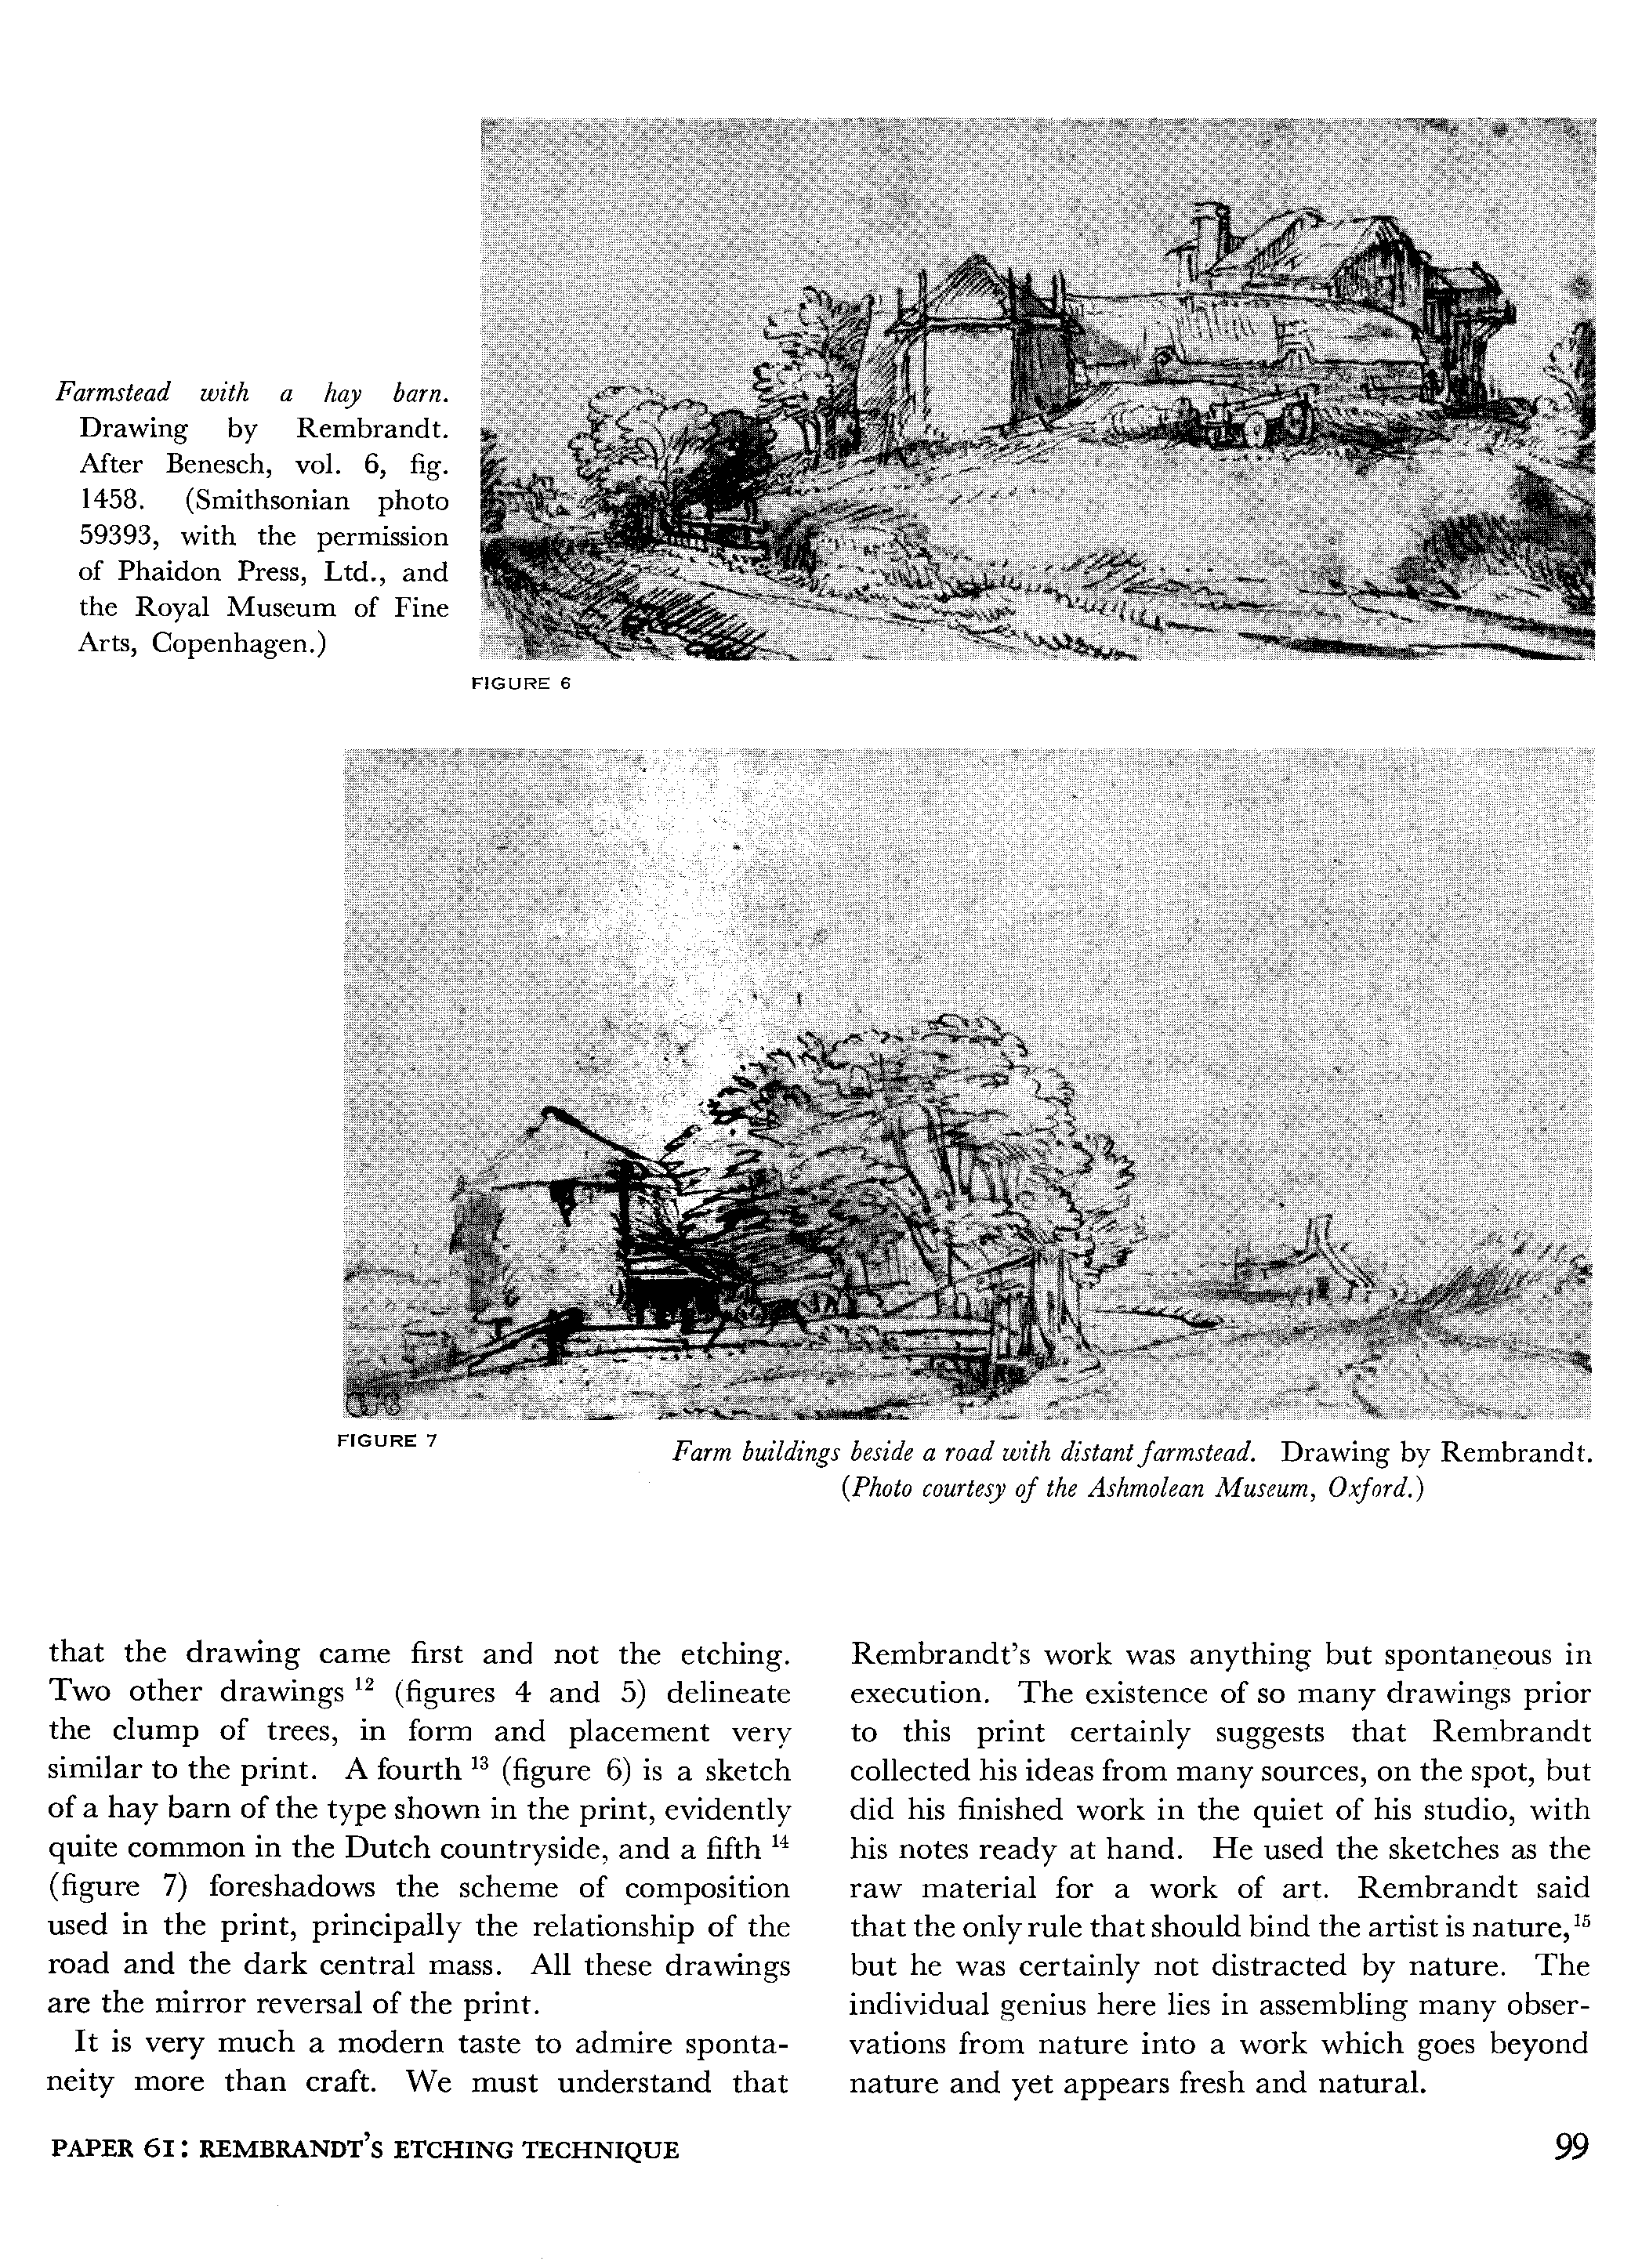 Farmstead with a hay barn.
Drawing by Rembrandt.
After Benesch, vol. 6, fig.
1458. (Smithsonian photo
59393, with the permission
of Phaidon Press, Ltd., and
the Royal Museum of Fine
Arts, Copenhagen.)
FIGURE 6
FIGURE 7
Farm buildings beside a road with distant farmstead. Drawing by Rembrandt.
(Photo courtesy of the Ashmolean Museum, Oxford.)
that the drawing came first and not the etching.
Two other drawings 12 (figures 4 and 5) delineate
the clump of trees, in form and placement very
similar to the print. A fourth 13 (figure 6) is a sketch
of a hay barn of the type shown in the print, evidently
quite common in the Dutch countryside, and a fifth 14
(figure 7) foreshadows the scheme of composition
used in the print, principally the relationship of the
road and the dark central mass. All these drawings
are the mirror reversal of the print.
It is very much a modern taste to admire sponta-
neity more than craft. We must understand that
Rembrandt's work was anything but spontaneous in
execution. The existence of so many drawings prior
to this print certainly suggests that Rembrandt
collected his ideas from many sources, on the spot, but
did his finished work in the quiet of his studio, with
his notes ready at hand. He used the sketches as the
raw material for a work of art. Rembrandt said
that the only rule that should bind the artist is nature,15
but he was certainly not distracted by nature. The
individual genius here lies in assembling many obser-
vations from nature into a work which goes beyond
nature and yet appears fresh and natural.
PAPER 61: REMBRANDT'S ETCHING TECHNIQUE
99